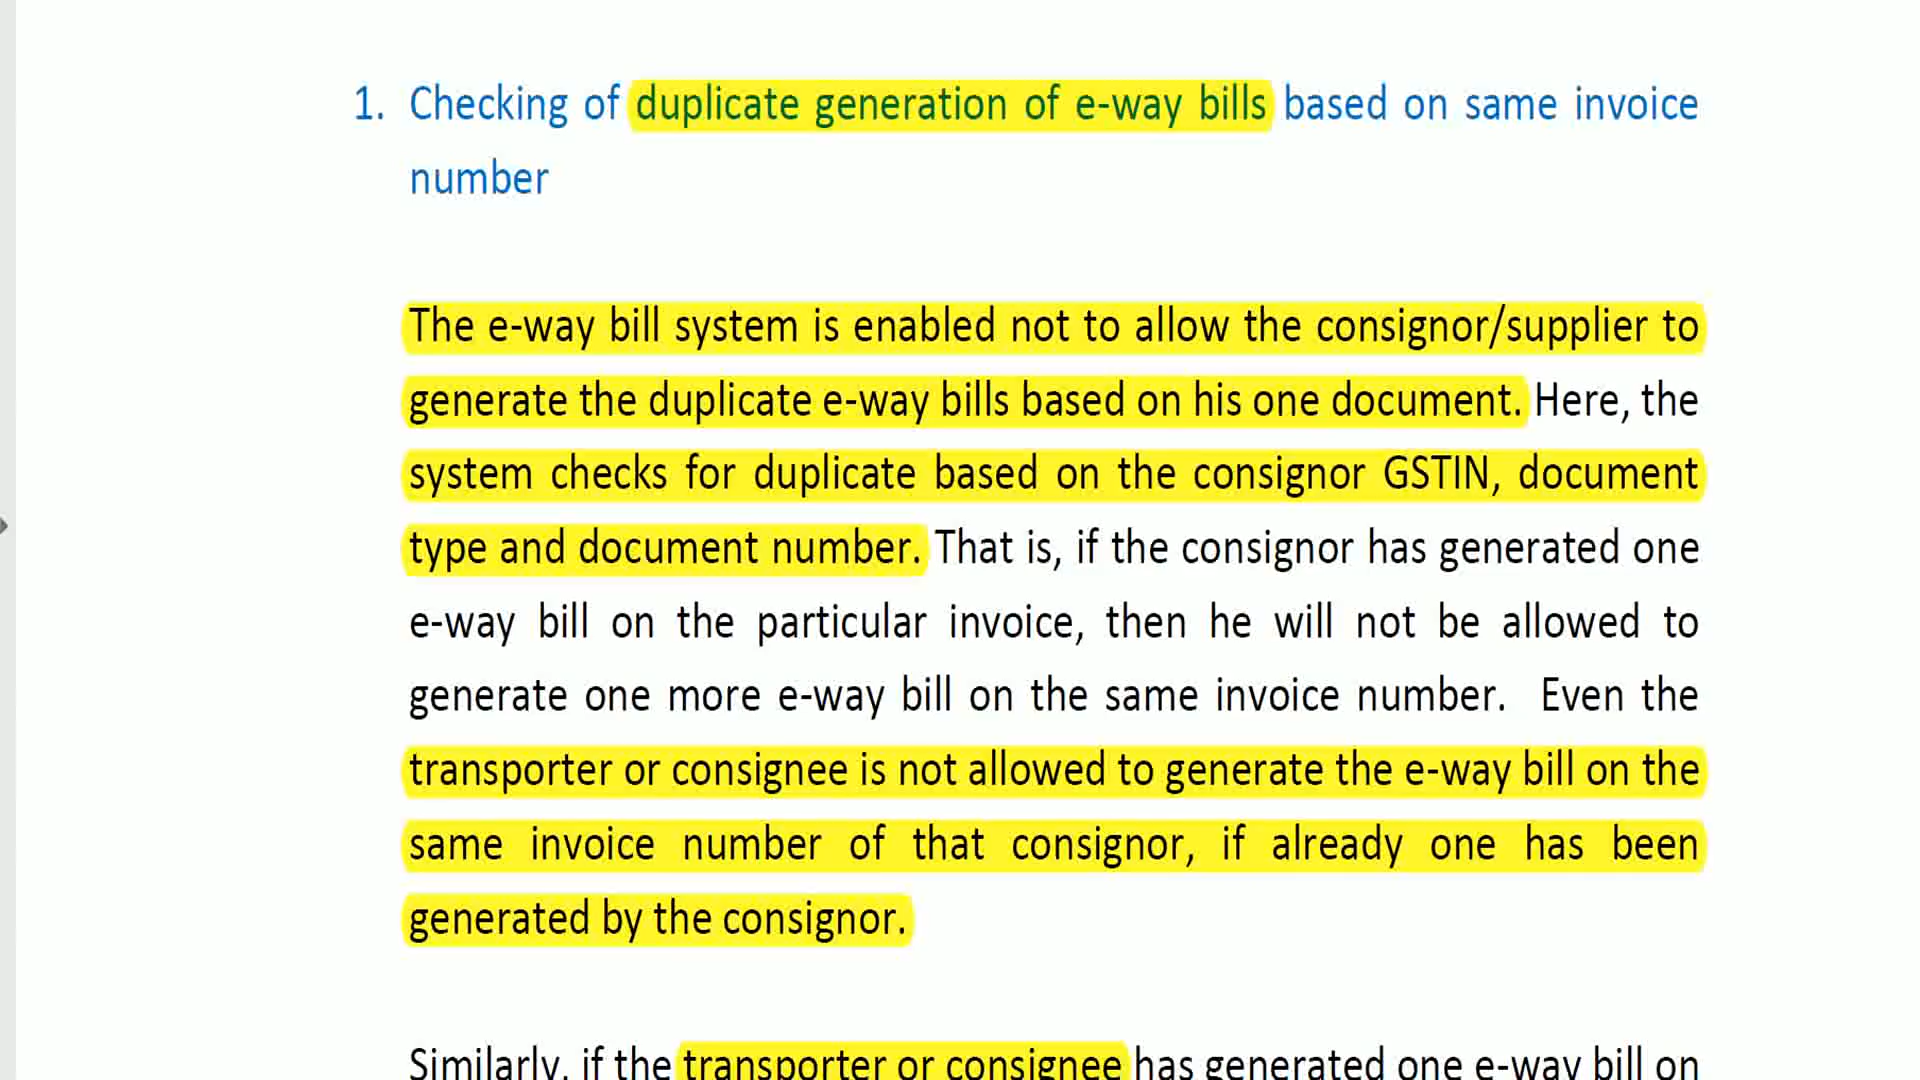 1. Checking of duplicate generation of e-way bills based on same invoice
number
The e-way bill system is enabled not to allow the consignor/supplier to
generate the duplicate e-way bills based on his one document. Here, the
system checks for duplicate based on the consignor GSTIN, document
type and document number. That is, if the consignor has generated one
e-way bill on the particular invoice, then he will not be allowed to
generate one more e-way bill on the same invoice number. Even the
transporter or consignee is not allowed to generate the e-way bill on the
same invoice number of that consignor, if already one has been
generated by the consignor.
Similarly, if the transporter or consignee has generated one e-way bill on